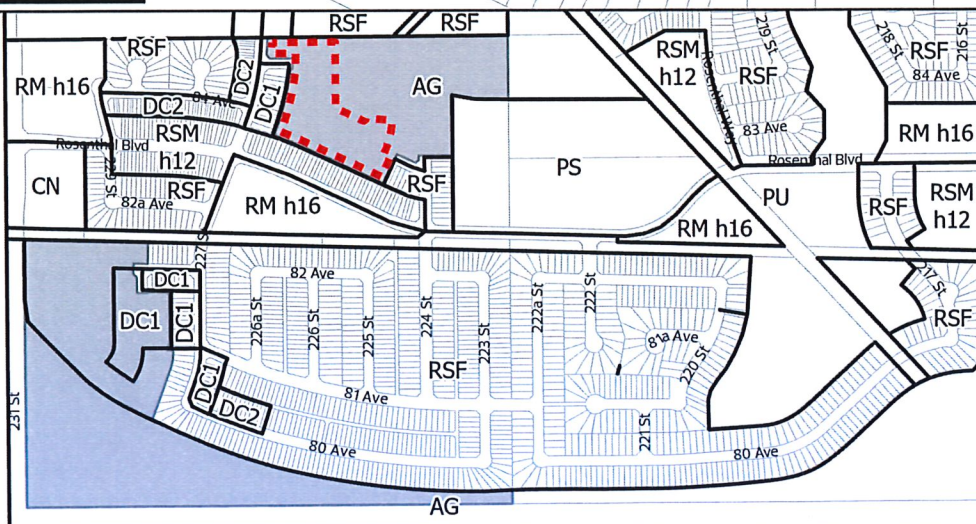 RSF
RSF
219 St
218 St
216 St
RSF
RSM
h12
RSF
RSF
84 Ave
RM h16
DC2
AG
DC1
84 Ave
DC2
Rosenthal Way
83 Ave
RM h16
RSM
h12
Rosenthal Blvd
Rosenthal Blvd
CN
RSF
82a Ave
RSF
PS
PU
RSF
RSM
h12
RM h16
RM h16
227 St
217 St
82 Ave
DC1
222 St
222a St
DC1
DC1
226a St
226 St
225 St
224 St
223 St
81a Ave
RSF
RSF
220 St
DC1
81 Ave
DC2
231 St
80 Ave
221 St
80 Ave
AG